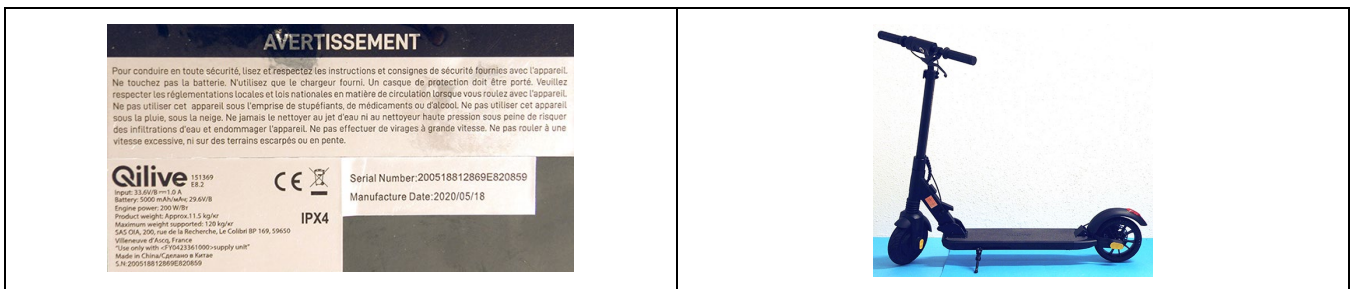 AVERTISSEMENT
Pour conduire en toute sécurité, lisez et respectez les instructions et consignes de sécurité fournies avec l'appareil.
Ne touchez pas la batterie. N'utilisez que le chargeur fourni. Un casque de protection doit être porté. Veuillez
respecter les réglementations locales et lois nationales en matière de circulation lorsque vous roulez avec l'appareil.
Ne pas utiliser cet appareil sous l'emprise de stupéfiants, de médicaments ou d'alcool. Ne pas utiliser cet appareil
sous la pluie, sous la neige. Ne jamais le nettoyer au jet d'eau ni au nettoyeur haute pression sous peine de risquer
des infiltrations d'eau et endommager l'appareil. Ne pas effectuer de virages à grande vitesse. Ne pas rouler à une
vitesse excessive, ni sur des terrains escarpés ou en pente.
Qilive 151369
E8.2
Input: 33.6V/B⎓1.0 A
Battery: 5000 mAh/мАч; 29.6V/B
Engine power: 200 W/Вт
Product weight: Approx.11.5 kg/кг
Maximum weight supported: 120 kg/кг
SAS OIA, 200, rue de la Recherche, Le Colibri BP 169, 59650
Villeneuve d'Ascq, France
"Use only with <FY0423361000>supply unit"
Made in China/Сделано в Китае
S.N:200518812869E820859
CE
IPX4
Serial Number:200518812869E820859
Manufacture Date:2020/05/18